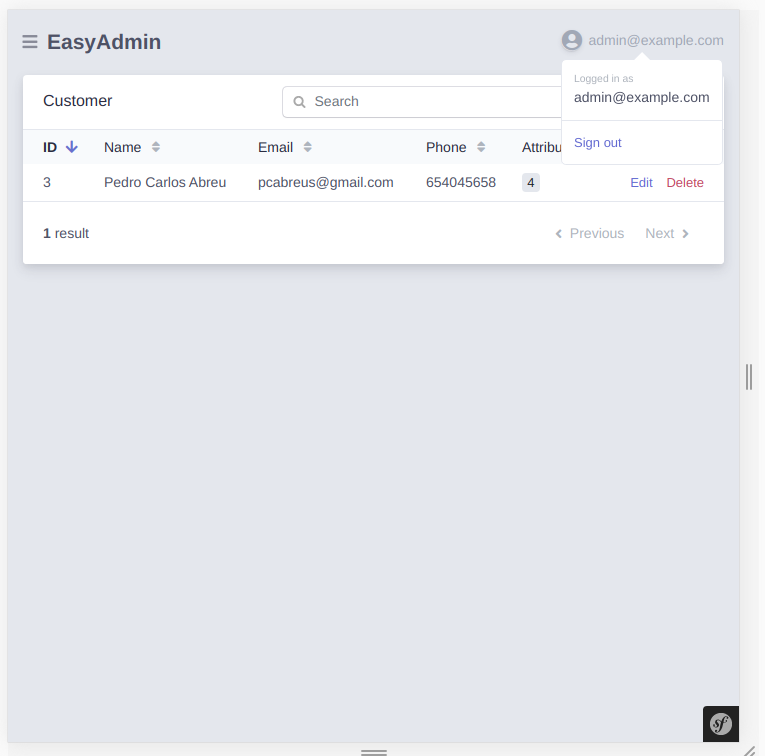 EasyAdmin
admin@example.com
Logged in as
admin@example.com
Sign out
Customer
Search
ID Name Email Phone Attribu
3 Pedro Carlos Abreu pcabreus@gmail.com 654045658 4 Edit Delete
1 result Previous Next
sf